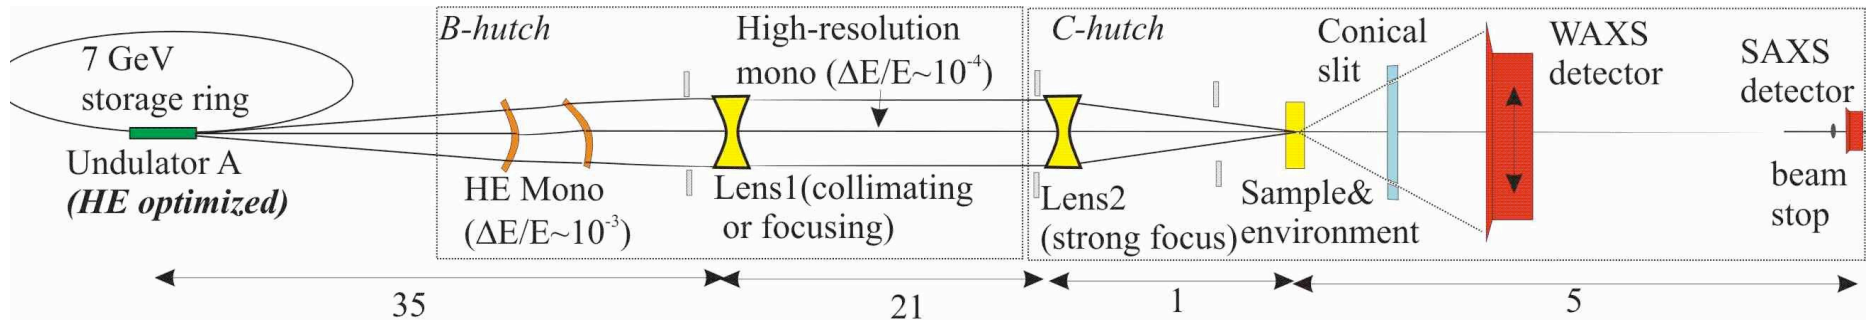 B-hutch
7 GeV
storage ring
Undulator A
(HE optimized)
HE Mono
(ΔE/E~10⁻³)
High-resolution
mono (ΔE/E~10⁻⁴)
Lens1(collimating
or focusing)
C-hutch
Lens2
(strong focus)
Conical
slit
Sample&
environment
WAXS
detector
SAXS
detector
beam
stop
35
21
1
5